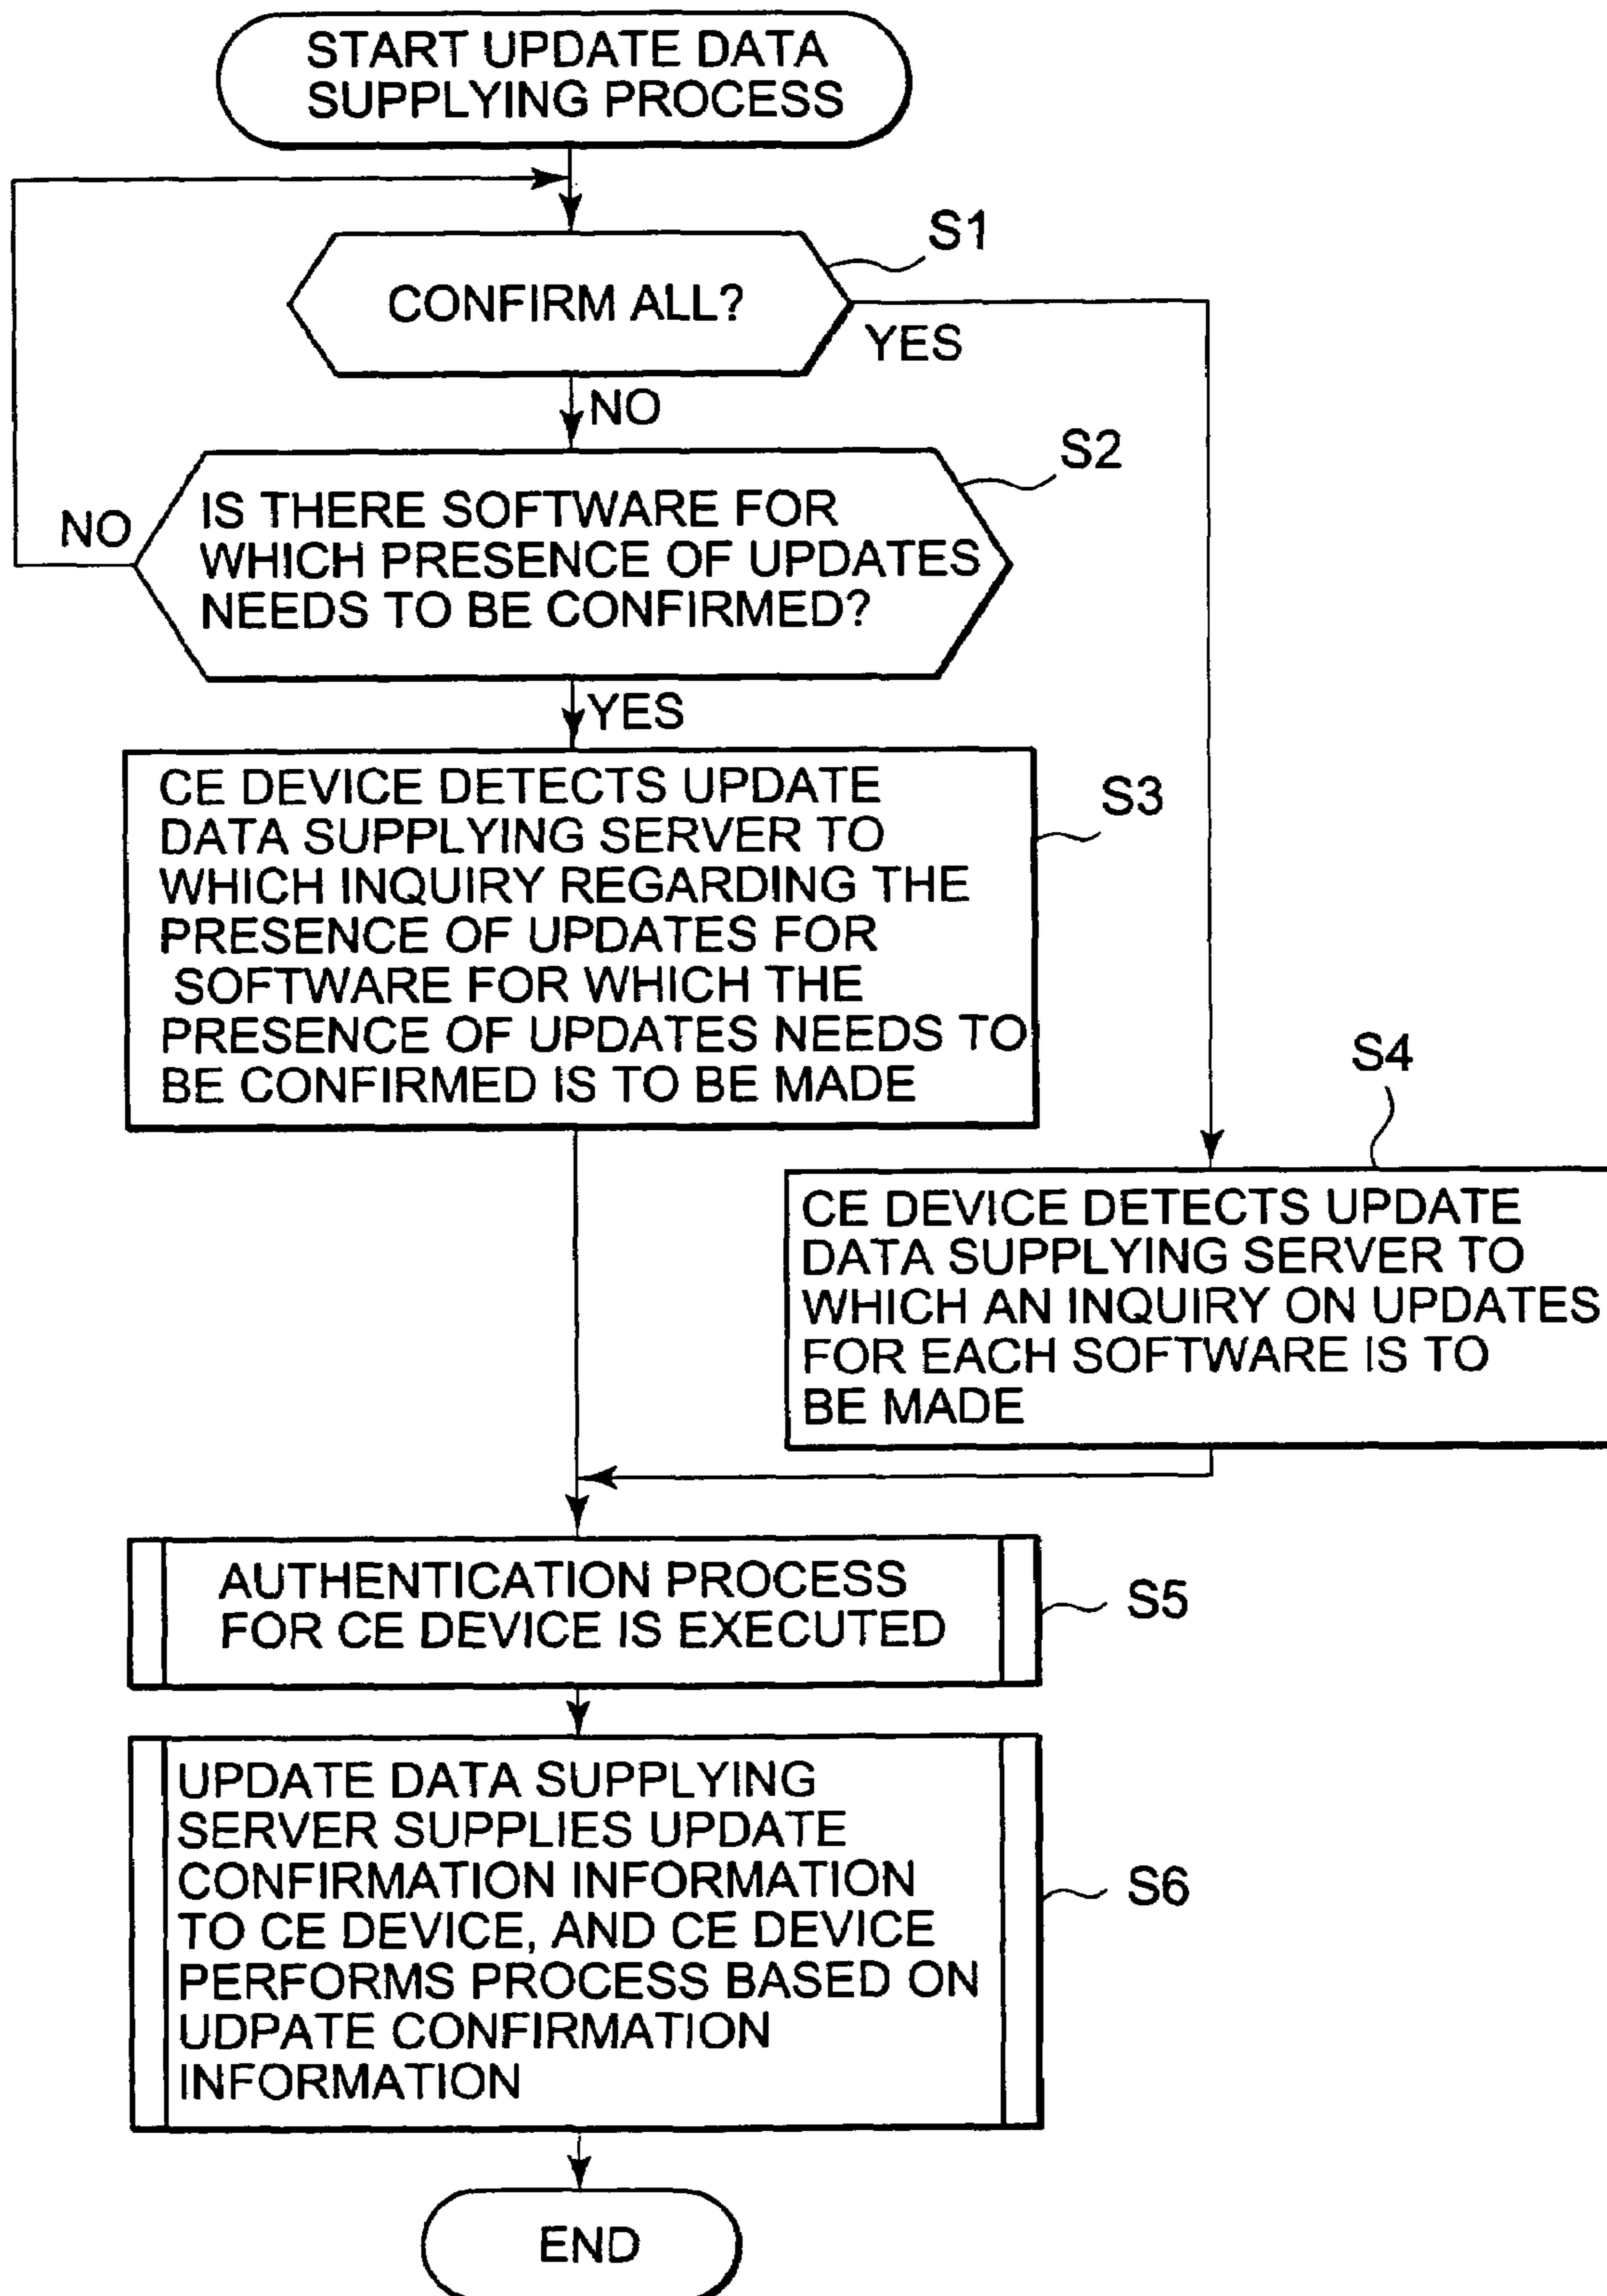 START UPDATE DATA
SUPPLYING PROCESS
S1
CONFIRM ALL?
YES
NO
S2
NO
IS THERE SOFTWARE FOR
WHICH PRESENCE OF UPDATES
NEEDS TO BE CONFIRMED?
YES
S3
CE DEVICE DETECTS UPDATE
DATA SUPPLYING SERVER TO
WHICH INQUIRY REGARDING THE
PRESENCE OF UPDATES FOR
SOFTWARE FOR WHICH THE
PRESENCE OF UPDATES NEEDS TO
BE CONFIRMED IS TO BE MADE
S4
CE DEVICE DETECTS UPDATE
DATA SUPPLYING SERVER TO
WHICH AN INQUIRY ON UPDATES
FOR EACH SOFTWARE IS TO
BE MADE
AUTHENTICATION PROCESS
FOR CE DEVICE IS EXECUTED
S5
UPDATE DATA SUPPLYING
SERVER SUPPLIES UPDATE
CONFIRMATION INFORMATION
TO CE DEVICE, AND CE DEVICE
PERFORMS PROCESS BASED ON
UDPATE CONFIRMATION
INFORMATION
S6
END